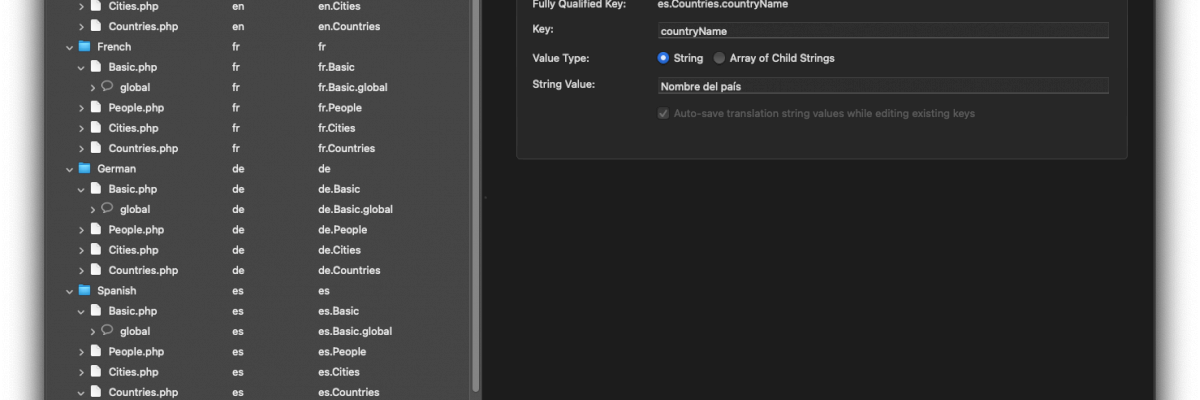 Cities.php en en.Cities
Countries.php en en.Countries
French fr fr
Basic.php fr fr.Basic
global fr fr.Basic.global
People.php fr fr.People
Cities.php fr fr.Cities
Countries.php fr fr.Countries
German de de
Basic.php de de.Basic
global de de.Basic.global
People.php de de.People
Cities.php de de.Cities
Countries.php de de.Countries
Spanish es es
Basic.php es es.Basic
global es es.Basic.global
People.php es es.People
Cities.php es es.Cities
Countries.php es es.Countries
Fully Qualified Key: es.Countries.countryName
Key: countryName
Value Type: String Array of Child Strings
String Value: Nombre del país
Auto-save translation string values while editing existing keys